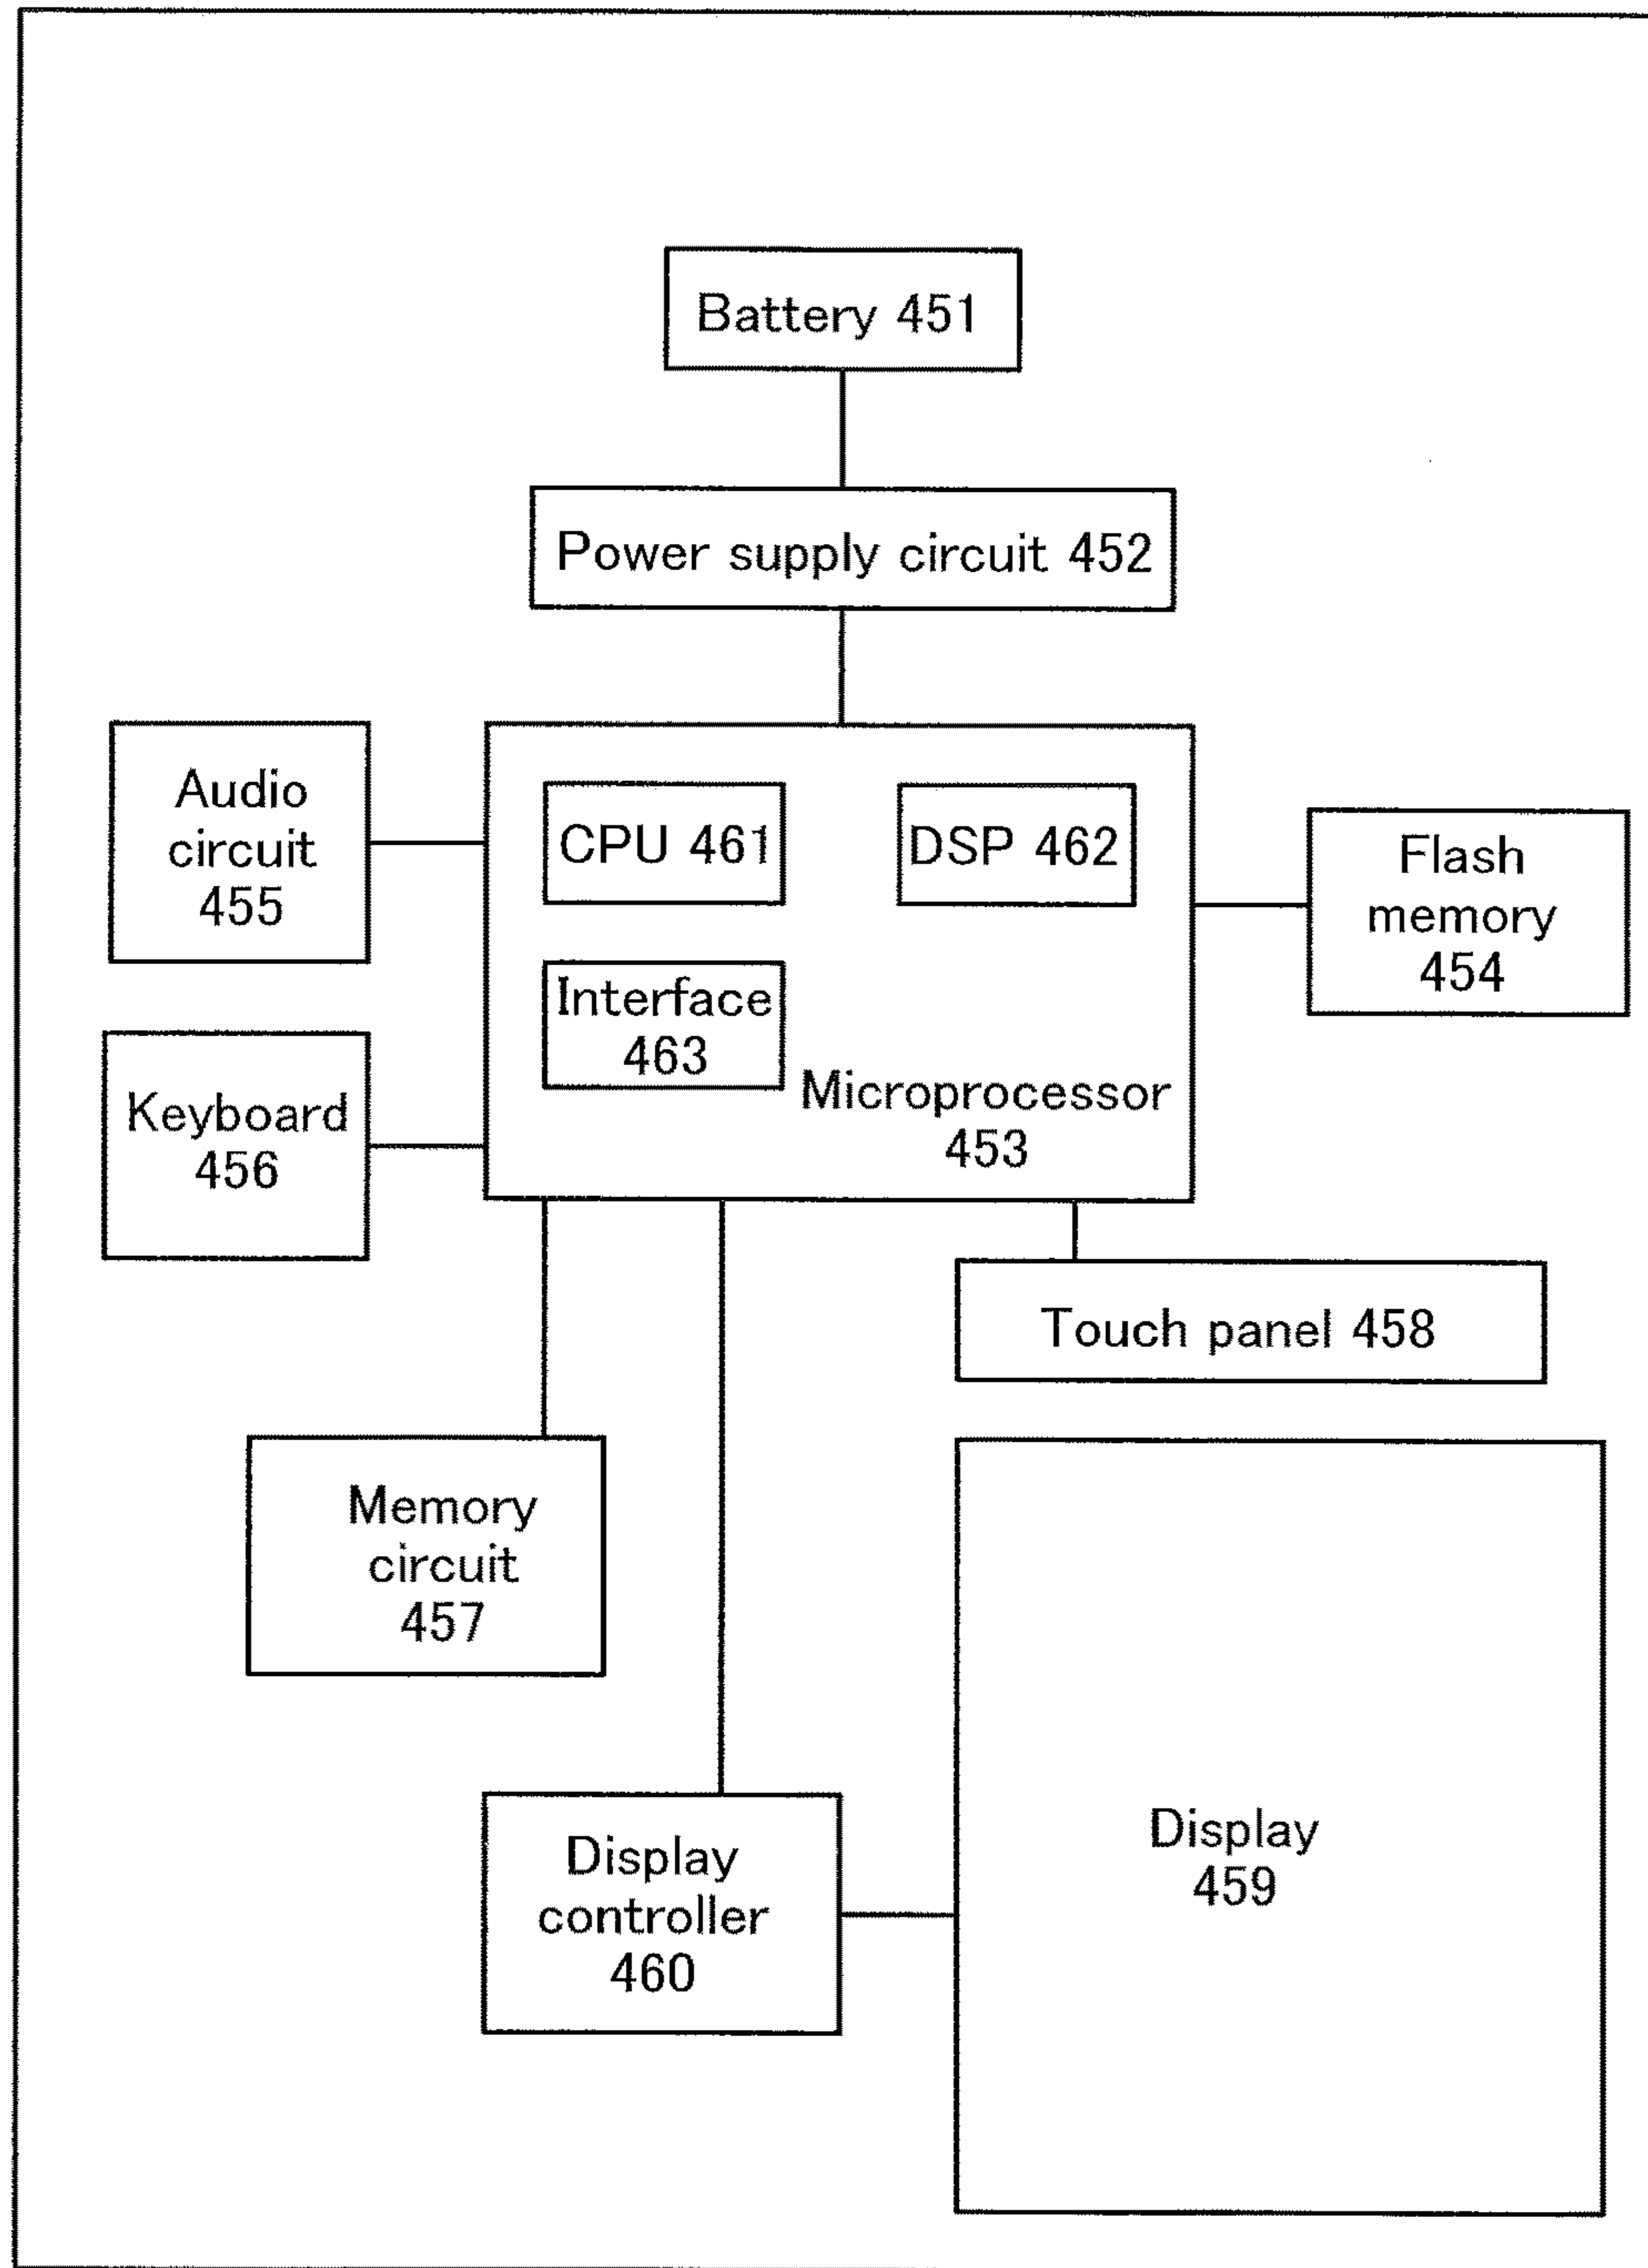 Battery 451
Power supply circuit 452
Audio
circuit
455
CPU 461
DSP 462
Flash
memory
454
Interface
463
Microprocessor
453
Keyboard
456
Touch panel 458
Memory
circuit
457
Display
controller
460
Display
459